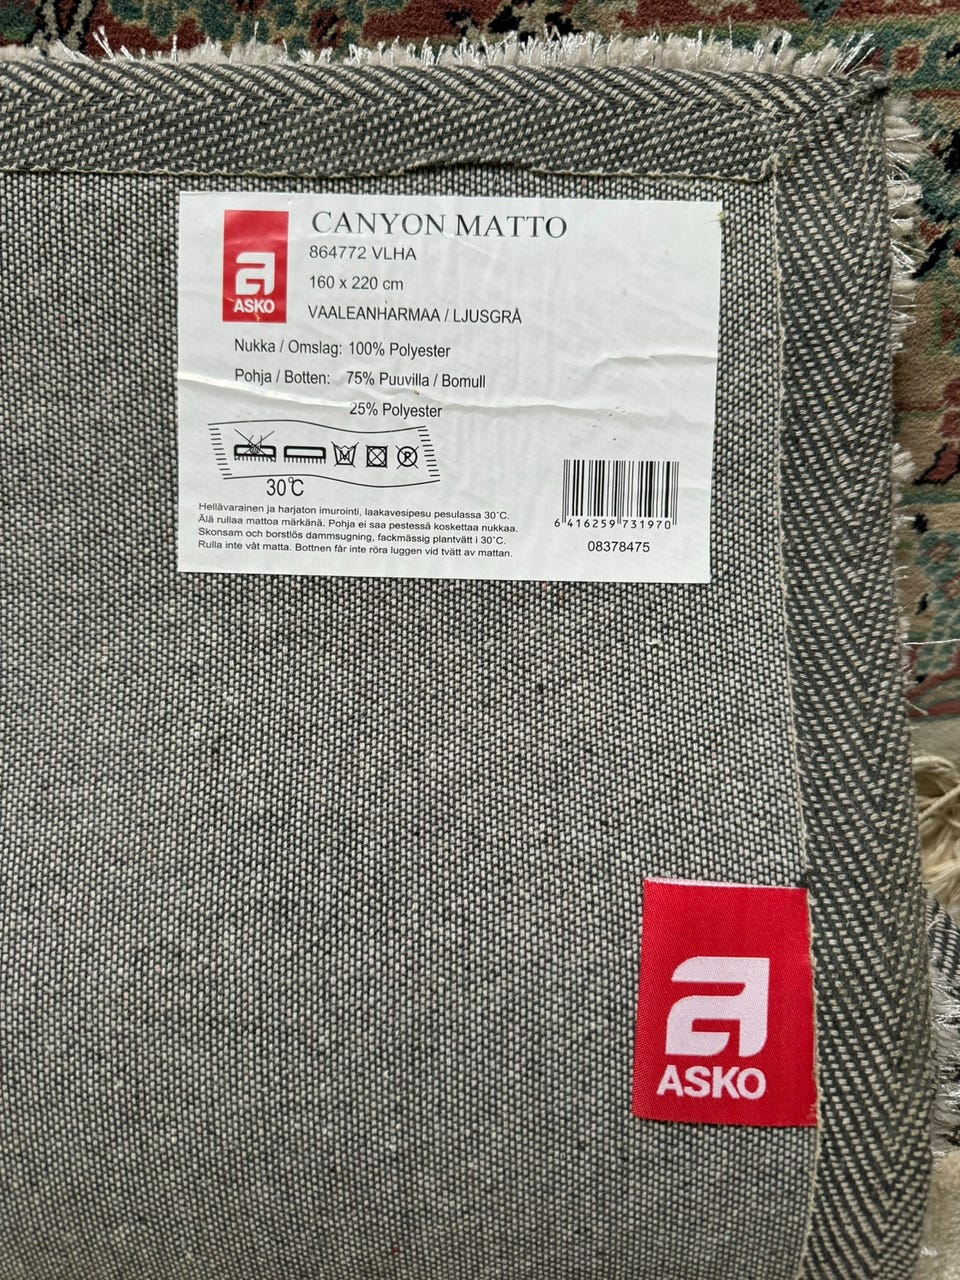 CANYON MATTO
864772 VLHA
160 x 220 cm
VAALEANHARMAA / LJUSGRÅ
ASKO
Nukka / Omslag: 100% Polyester
Pohja / Botten: 75% Puuvilla / Bomull
25% Polyester
M
P
30℃
Hellävarainen ja harjaton imurointi, laakavesipesu pesulassa 30˚C.
Älä rullaa mattoa märkänä. Pohja ei saa pestessä koskettaa nukkaa.
Skonsam och borstlös dammsugning, fackmässig plantvätt i 30˚C.
Rulla inte våt matta. Bottnen får inte röra luggen vid tvätt av mattan.
6 416259 731970
08378475
ASKO